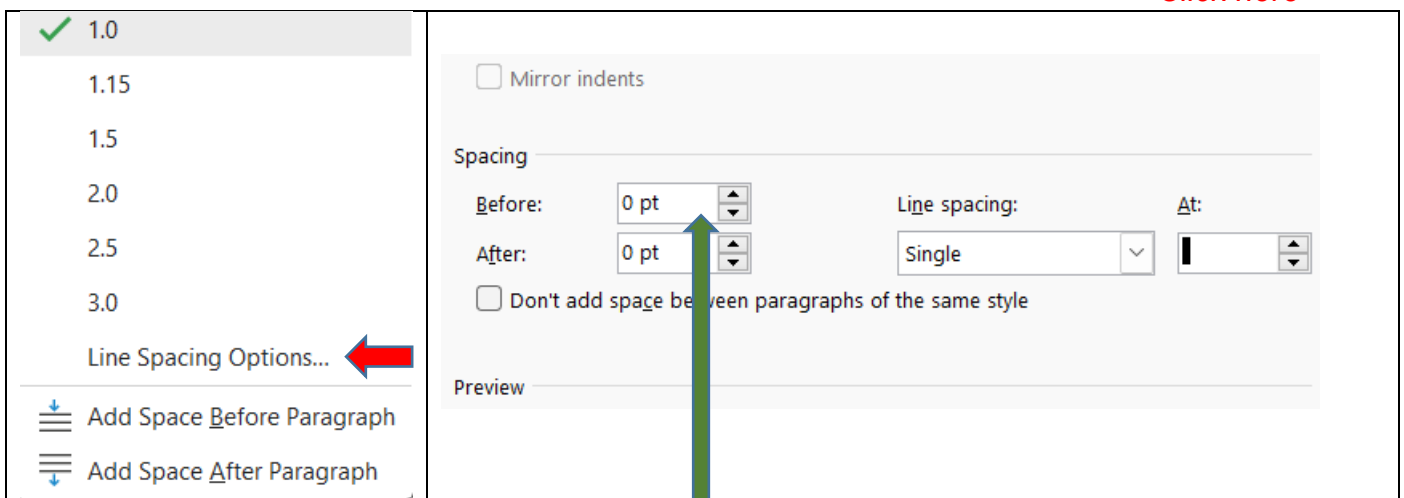 1.0
1.15
1.5
2.0
2.5
3.0
Line Spacing Options...
Add Space Before Paragraph
Add Space After Paragraph
Mirror indents
Spacing
Before: 0 pt Line spacing: At:
After: 0 pt Single
Don't add space between paragraphs of the same style
Preview